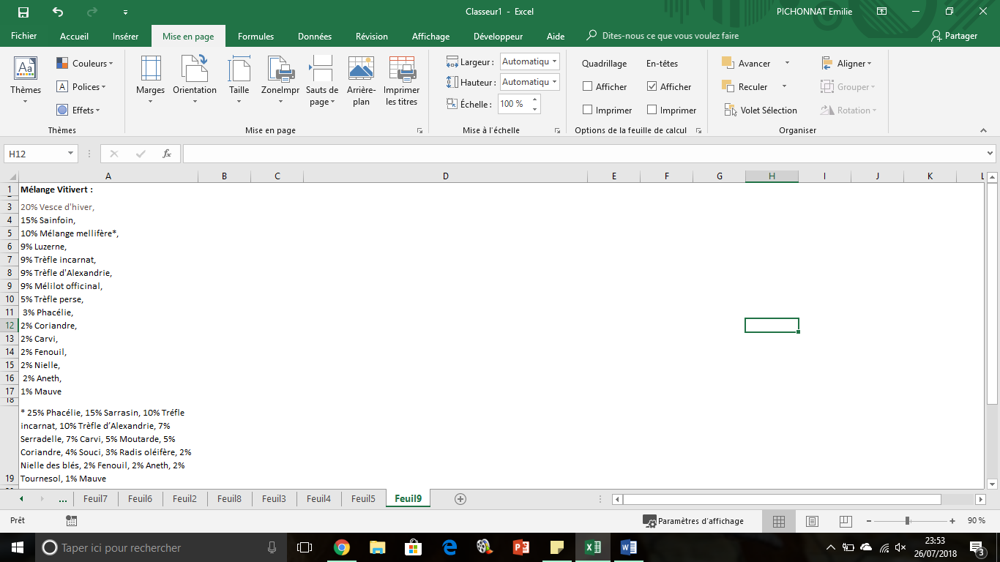 Classeur1 - Excel
PICHONNAT Emilie
Fichier Accueil Insérer Mise en page Formules Données Révision Affichage Développeur Aide Dites-nous ce que vous voulez faire Partager
Thèmes
Couleurs
Polices
Effets
Thèmes
Marges
Orientation
Taille
ZoneImpr
Sauts de page
Arrière-plan
Imprimer les titres
Mise en page
Largeur : Automatiqu
Hauteur : Automatiqu
Échelle : 100 %
Mise à l'échelle
Quadrillage En-têtes
Afficher Afficher
Imprimer Imprimer
Options de la feuille de calcul
Avancer
Reculer
Volet Sélection
Aligner
Grouper
Rotation
Organiser
H12
fx
A B C D E F G H I J K L
1 Mélange Vitivert :
3 20% Vesce d'hiver,
4 15% Sainfoin,
5 10% Mélange mellifère*,
6 9% Luzerne,
7 9% Trèfle incarnat,
8 9% Trèfle d'Alexandrie,
9 9% Mélilot officinal,
10 5% Trèfle perse,
11 3% Phacélie,
12 2% Coriandre,
13 2% Carvi,
14 2% Fenouil,
15 2% Nielle,
16 2% Aneth,
17 1% Mauve
18
* 25% Phacélie, 15% Sarrasin, 10% Tréfle
incarnat, 10% Trèfle d’Alexandrie, 7%
Serradelle, 7% Carvi, 5% Moutarde, 5%
Coriandre, 4% Souci, 3% Radis oléifère, 2%
Nielle des blés, 2% Fenouil, 2% Aneth, 2%
19 Tournesol, 1% Mauve
... Feuil7 Feuil6 Feuil2 Feuil8 Feuil3 Feuil4 Feuil5 Feuil9
Prêt
Paramètres d'affichage
90 %
Taper ici pour rechercher
23:53
26/07/2018
3